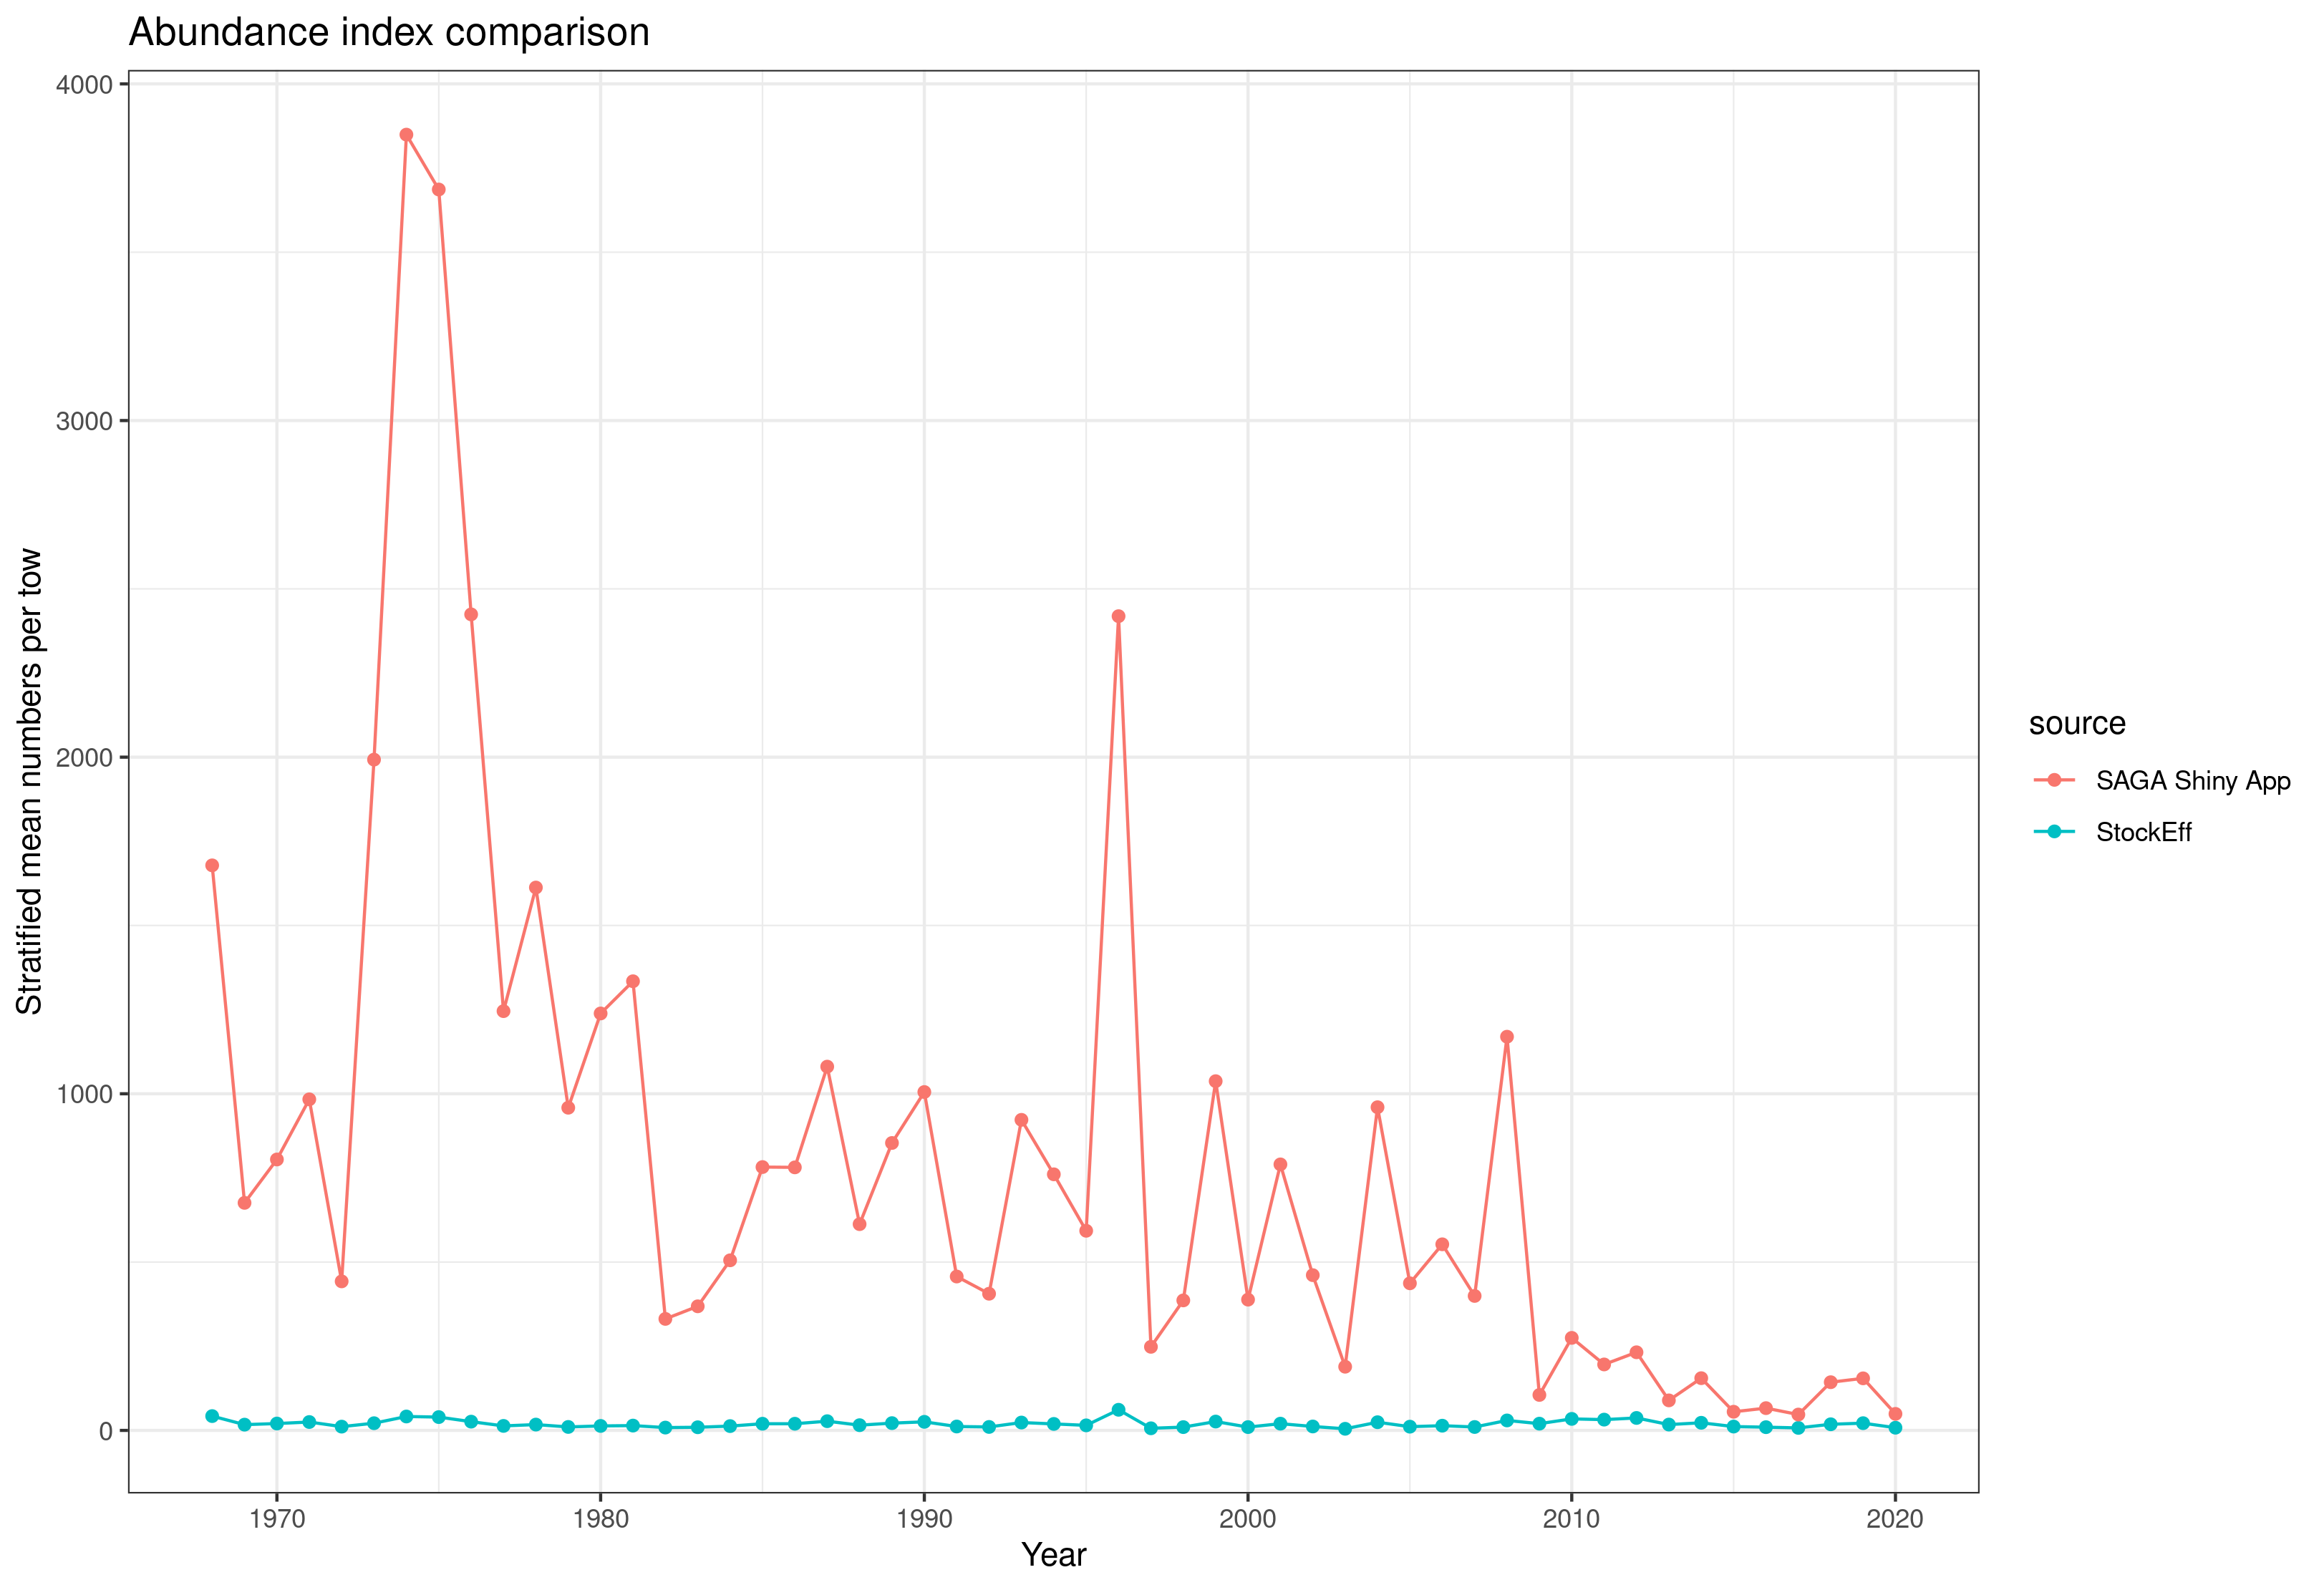 Abundance index comparison
Stratified mean numbers per tow
4000
3000
2000
1000
0
1970 1980 1990 2000 2010 2020
Year
source
SAGA Shiny App
StockEff